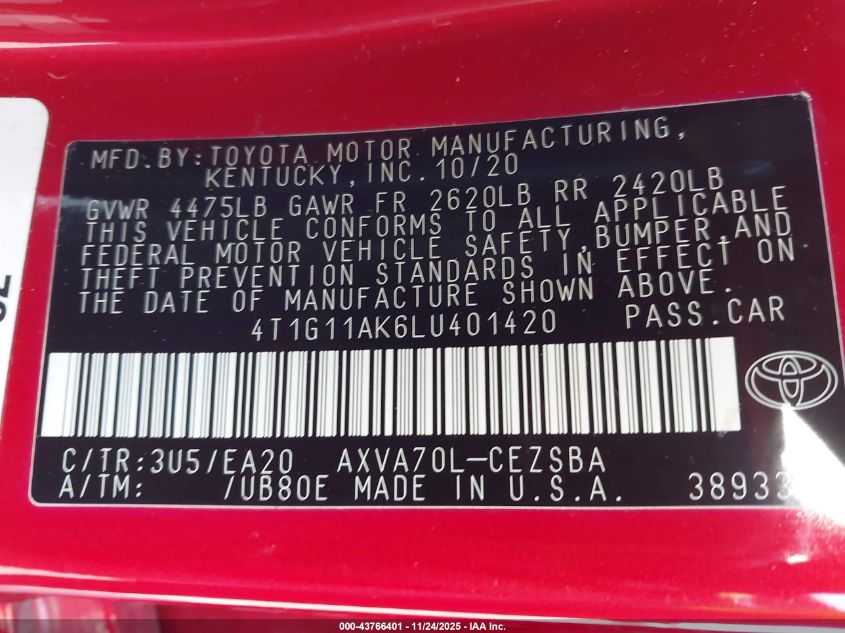 MFD.BY:TOYOTA MOTOR MANUFACTURING,
KENTUCKY,INC.10/20
GVWR 4475LB GAWR FR 2620LB RR 2420LB
THIS VEHICLE CONFORMS TO ALL APPLICABLE
FEDERAL MOTOR VEHICLE SAFETY,BUMPER,AND
THEFT PREVENTION STANDARDS IN EFFECT ON
THE DATE OF MANUFACTURE SHOWN ABOVE.
4T1G11AK6LU401420 PASS.CAR
C/TR:3U5/EA20 AXVA70L-CEZSBA
A/TM: /UB80E MADE IN U.S.A. 38933
000-43766401 - 11/24/2025 - IAA Inc.